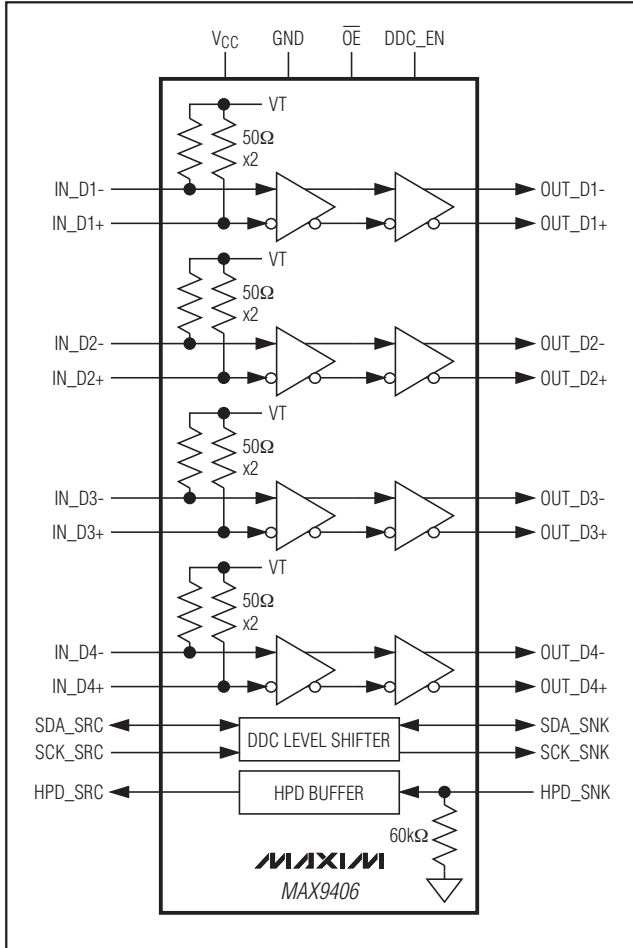 VCC GND OE DDC_EN
VT
50Ω
x2
IN_D1- OUT_D1-
IN_D1+ OUT_D1+
VT
50Ω
x2
IN_D2- OUT_D2-
IN_D2+ OUT_D2+
VT
50Ω
x2
IN_D3- OUT_D3-
IN_D3+ OUT_D3+
VT
50Ω
x2
IN_D4- OUT_D4-
IN_D4+ OUT_D4+
SDA_SRC DDC LEVEL SHIFTER SDA_SNK
SCK_SRC SCK_SNK
HPD_SRC HPD BUFFER HPD_SNK
60kΩ
MAXIM
MAX9406